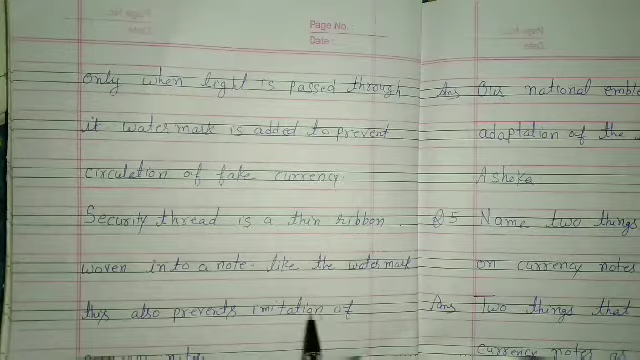 Page No. :
Date :
only when light is passed through
it watermark is added to prevent
circulation of fake currency.
Security thread is a thin ribbon
woven in to a note. like the watermark
this also prevents imitation of
Ans Our national emble
adaptation of the
Ashoka
Q5 Name two things
on currency notes
Ans Two things that
currency notes